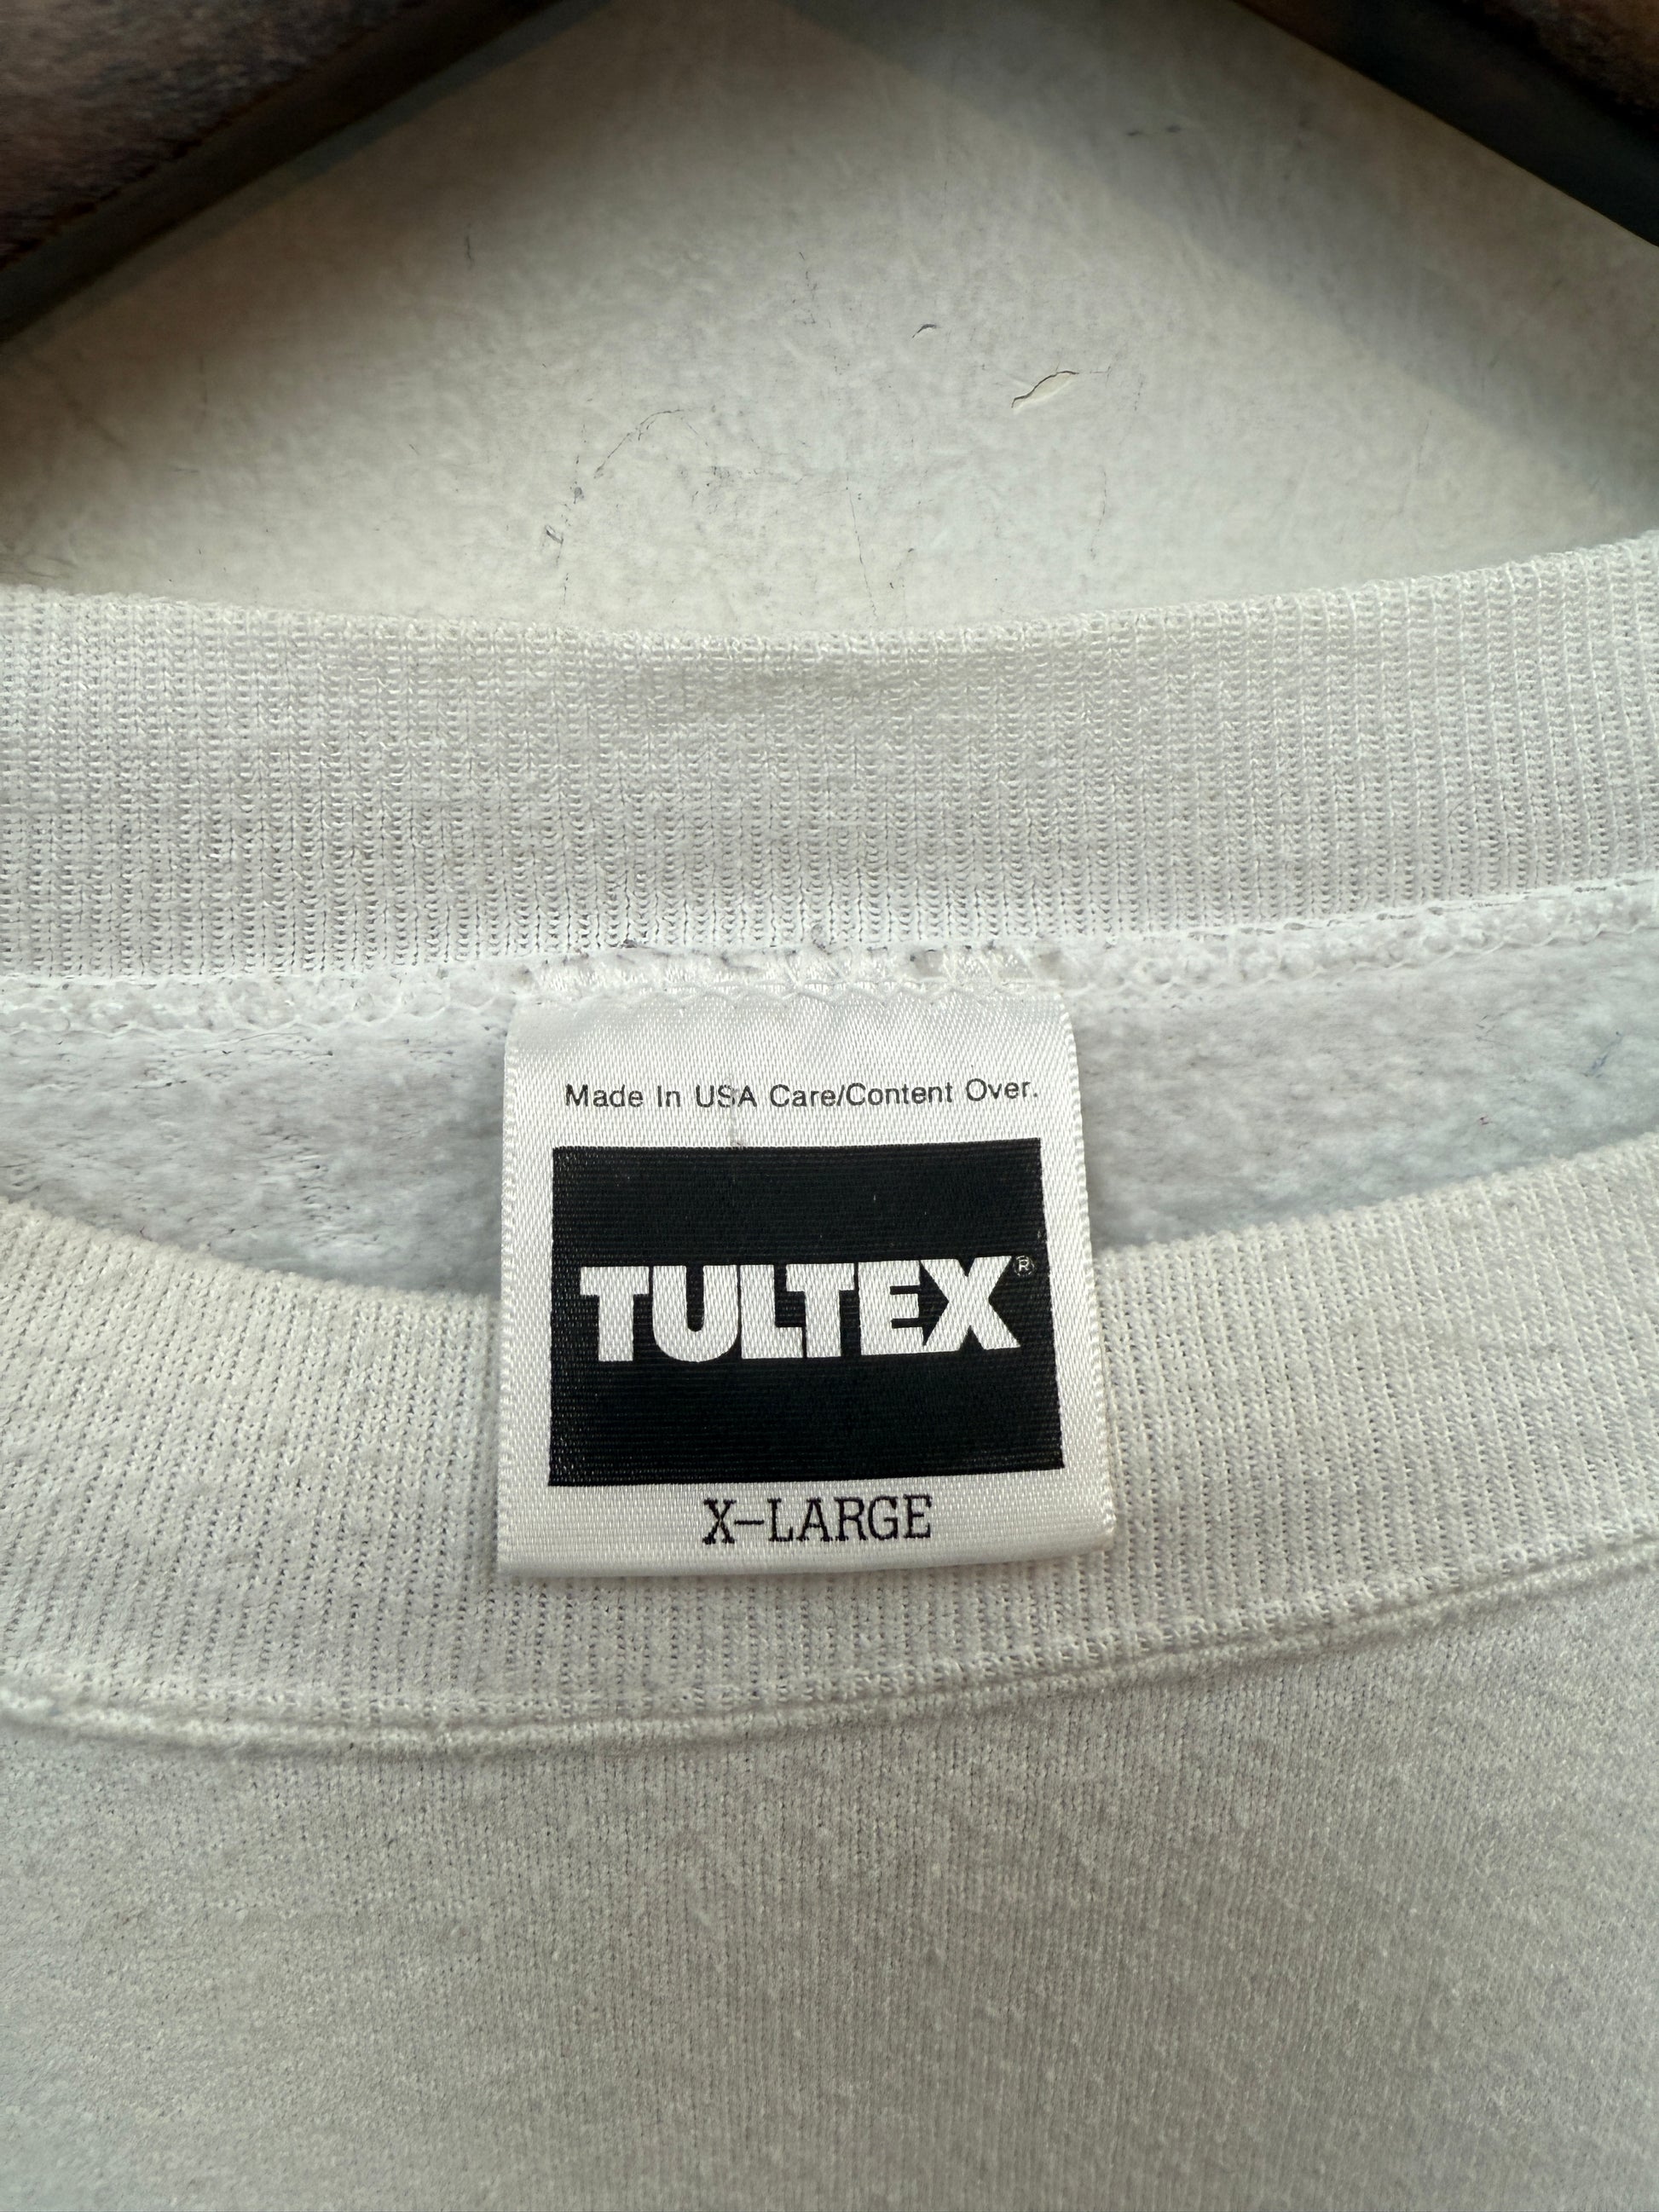 Made In USA Care/Content Over.
TULTEX®
X-LARGE